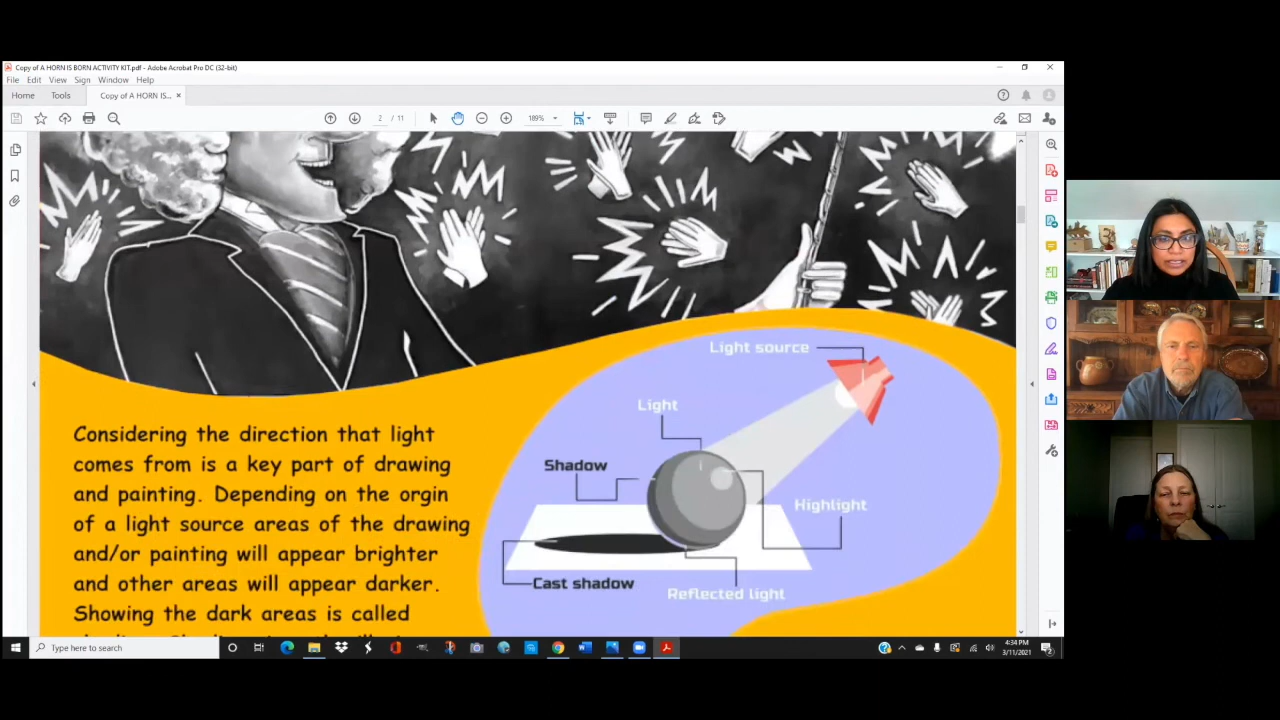 Copy of A HORN IS BORN ACTIVITY KIT.pdf - Adobe Acrobat Pro DC (32-bit)
File Edit View Sign Window Help
Home Tools Copy of A HORN IS... ×
2 / 11 189%
Light source
Light
Shadow
Highlight
Cast shadow
Reflected light
Considering the direction that light
comes from is a key part of drawing
and painting. Depending on the orgin
of a light source areas of the drawing
and/or painting will appear brighter
and other areas will appear darker.
Showing the dark areas is called
Type here to search
4:34 PM
3/11/2021